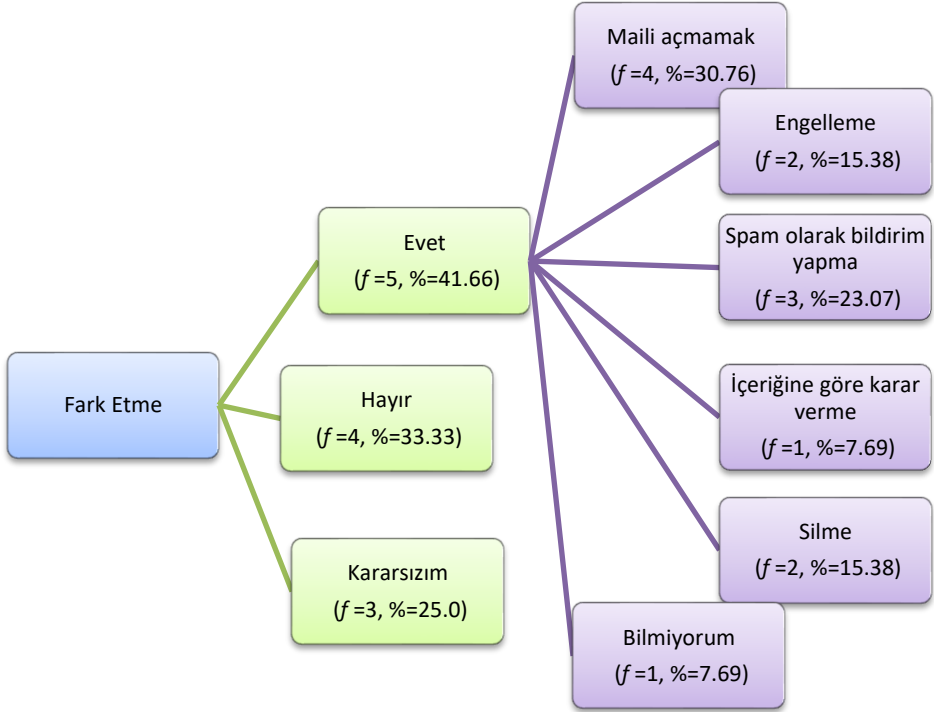 Fark Etme
Evet
(f =5, %=41.66)
Hayır
(f =4, %=33.33)
Kararsızım
(f =3, %=25.0)
Maili açmamak
(f =4, %=30.76)
Engelleme
(f =2, %=15.38)
Spam olarak bildirim
yapma
(f =3, %=23.07)
İçeriğine göre karar
verme
(f =1, %=7.69)
Silme
(f =2, %=15.38)
Bilmiyorum
(f =1, %=7.69)